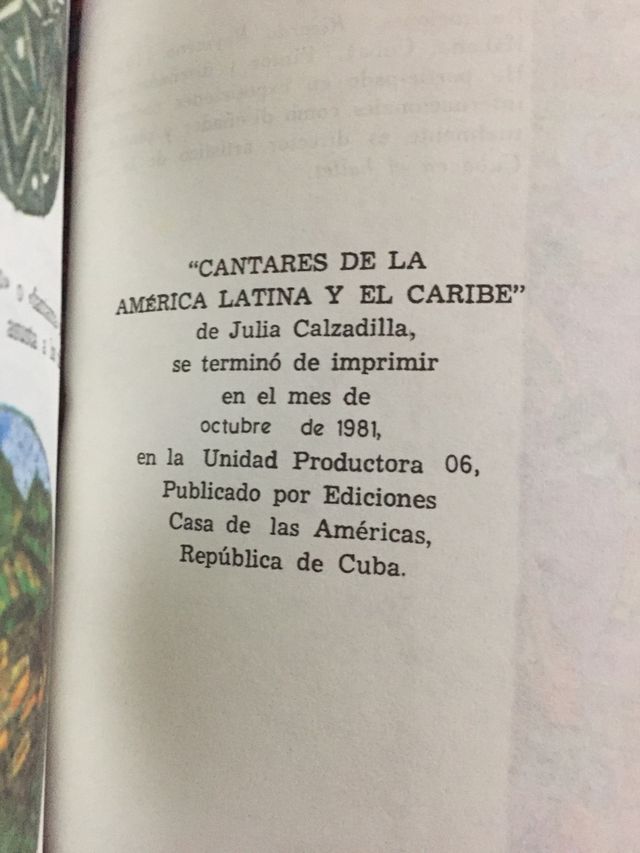 "CANTARES DE LA
AMÉRICA LATINA Y EL CARIBE"
de Julia Calzadilla,
se terminó de imprimir
en el mes de
octubre de 1981,
en la Unidad Productora 06,
Publicado por Ediciones
Casa de las Américas,
República de Cuba.